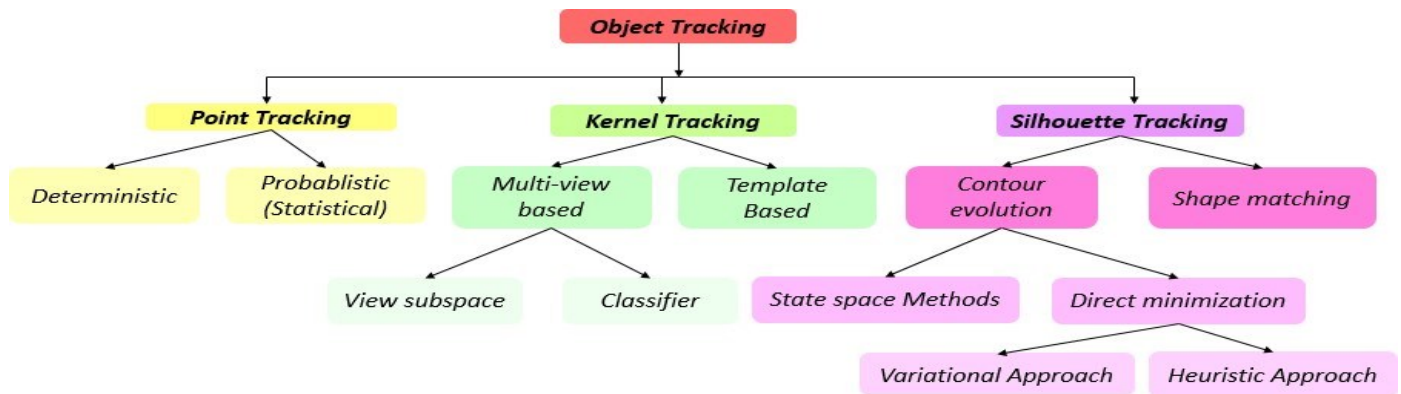 Object Tracking
Point Tracking
Kernel Tracking
Silhouette Tracking
Deterministic
Probablistic
(Statistical)
Multi-view
based
Template
Based
Contour
evolution
Shape matching
View subspace
Classifier
State space Methods
Direct minimization
Variational Approach
Heuristic Approach